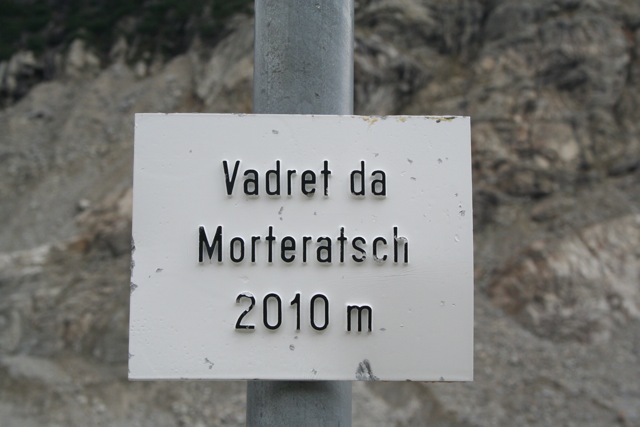 Vadret da
Morteratsch
2010 m